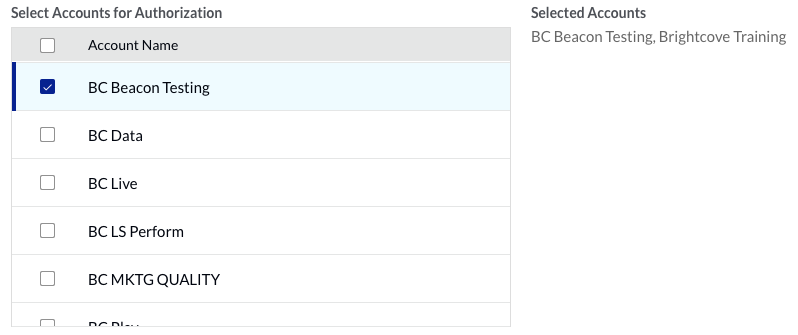 Select Accounts for Authorization
Selected Accounts
Account Name
BC Beacon Testing, Brightcove Training
BC Beacon Testing
BC Data
BC Live
BC LS Perform
BC MKTG QUALITY